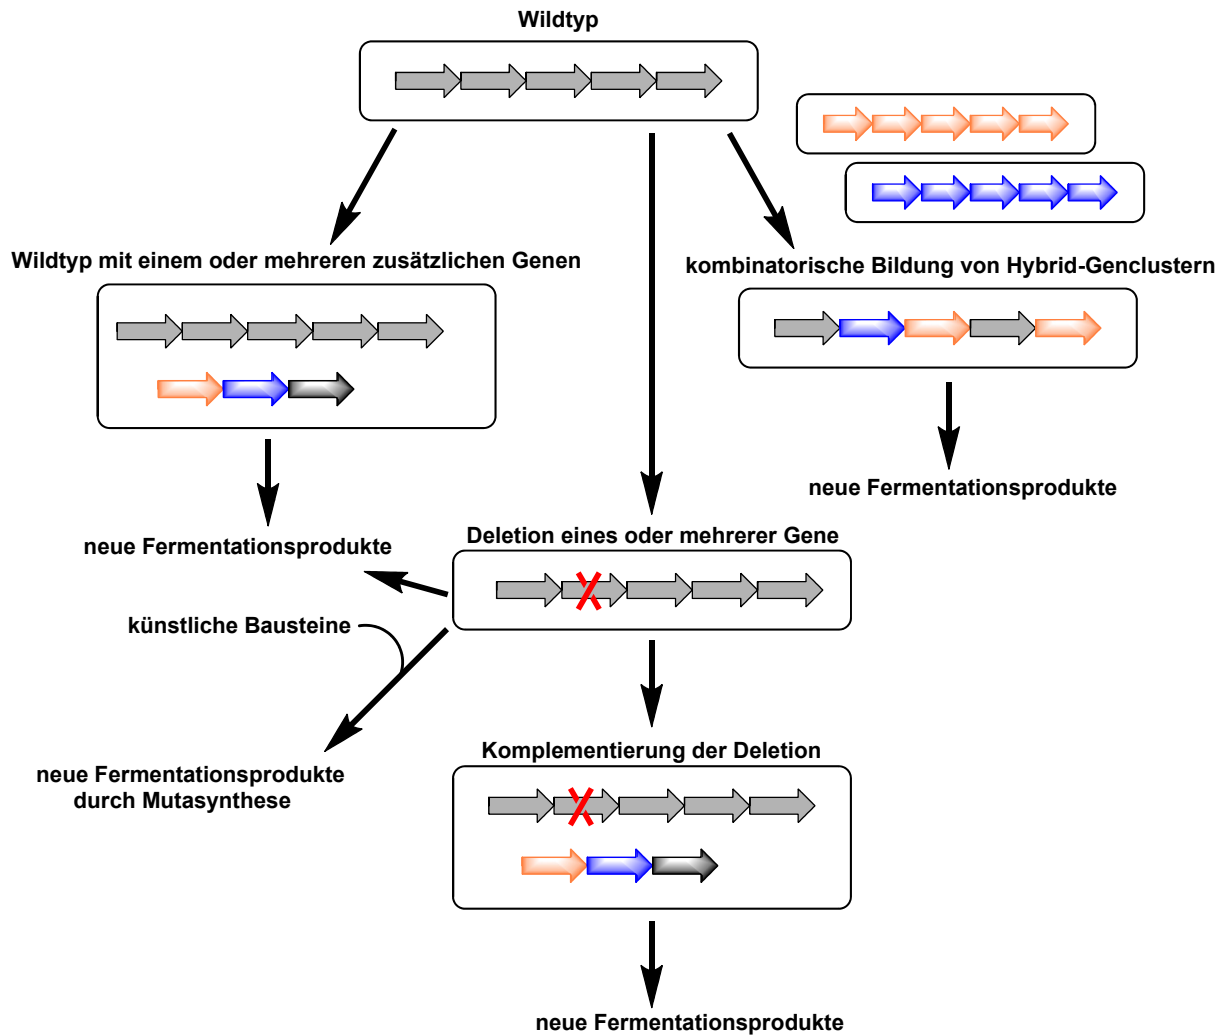 Wildtyp
Wildtyp mit einem oder mehreren zusätzlichen Genen
kombinatorische Bildung von Hybrid-Genclustern
neue Fermentationsprodukte
Deletion eines oder mehrerer Gene
neue Fermentationsprodukte
künstliche Bausteine
neue Fermentationsprodukte
durch Mutasynthese
Komplementierung der Deletion
neue Fermentationsprodukte